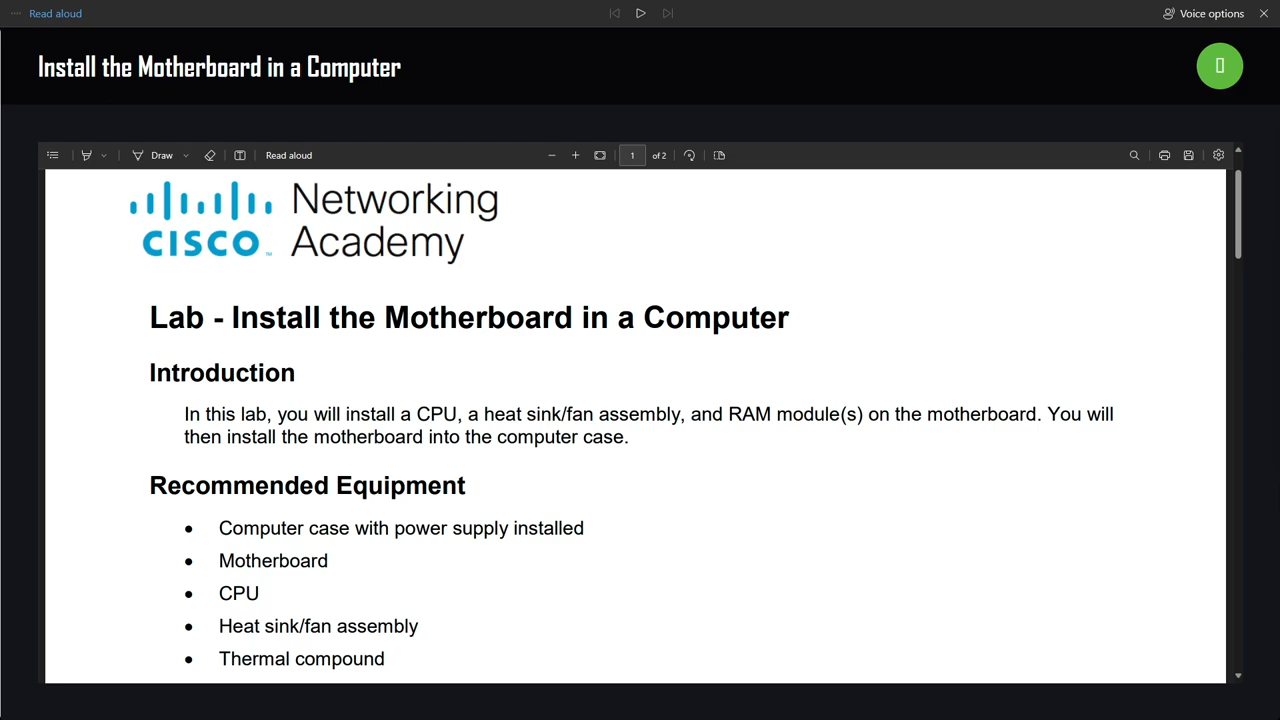 Read aloud
Voice options
Install the Motherboard in a Computer
Draw
Read aloud
1 of 2
Networking
CISCO™ Academy
Lab - Install the Motherboard in a Computer
Introduction
In this lab, you will install a CPU, a heat sink/fan assembly, and RAM module(s) on the motherboard. You will
then install the motherboard into the computer case.
Recommended Equipment
• Computer case with power supply installed
• Motherboard
• CPU
• Heat sink/fan assembly
• Thermal compound